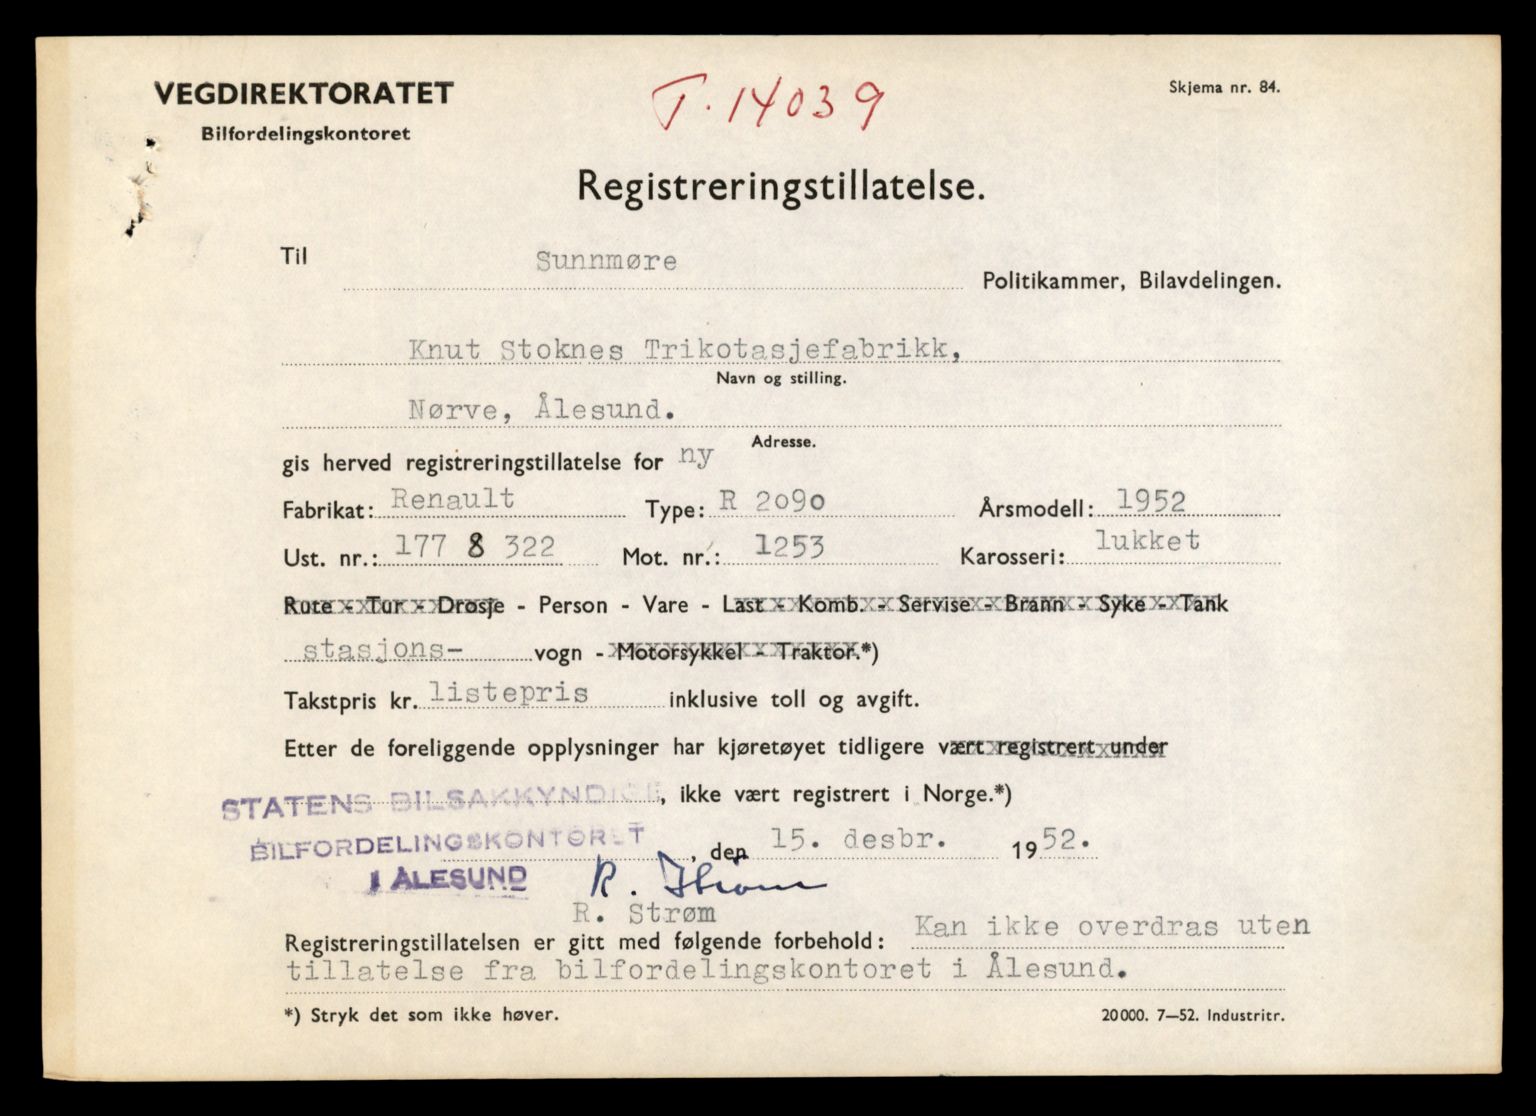 VEGDIREKTORATET
Bilfordelingskontoret
T. 14039
Skjema nr. 84.
Registreringstillatelse.
Til Sunnmøre Politikammer, Bilavdelingen.
Knut Stoknes Trikotasjefabrikk,
Navn og stilling.
Nørve, Ålesund.
Adresse.
gis herved registreringstillatelse for ny
Fabrikat: Renault Type: R 2090 Årsmodell: 1952
Ust. nr.: 177 8 322 Mot. nr.: 1253 Karosseri: lukket
Rute - Tur - Drosje - Person - Vare - Last - Komb. - Servise - Brann - Syke - Tank
stasjons- vogn - Motorsykkel - Traktor.*)
Takstpris kr. listepris inklusive toll og avgift.
Etter de foreliggende opplysninger har kjøretøyet tidligere vært registrert under
STATENS BILSAKKYNDIGE, ikke vært registrert i Norge.*)
BILFORDELINGSKONTORET, den 15. desbr. 1952.
I ÅLESUND R. Strøm
R. Strøm
Registreringstillatelsen er gitt med følgende forbehold: Kan ikke overdras uten
tillatelse fra bilfordelingskontoret i Ålesund.
*) Stryk det som ikke høver.
20000. 7—52. Industritr.